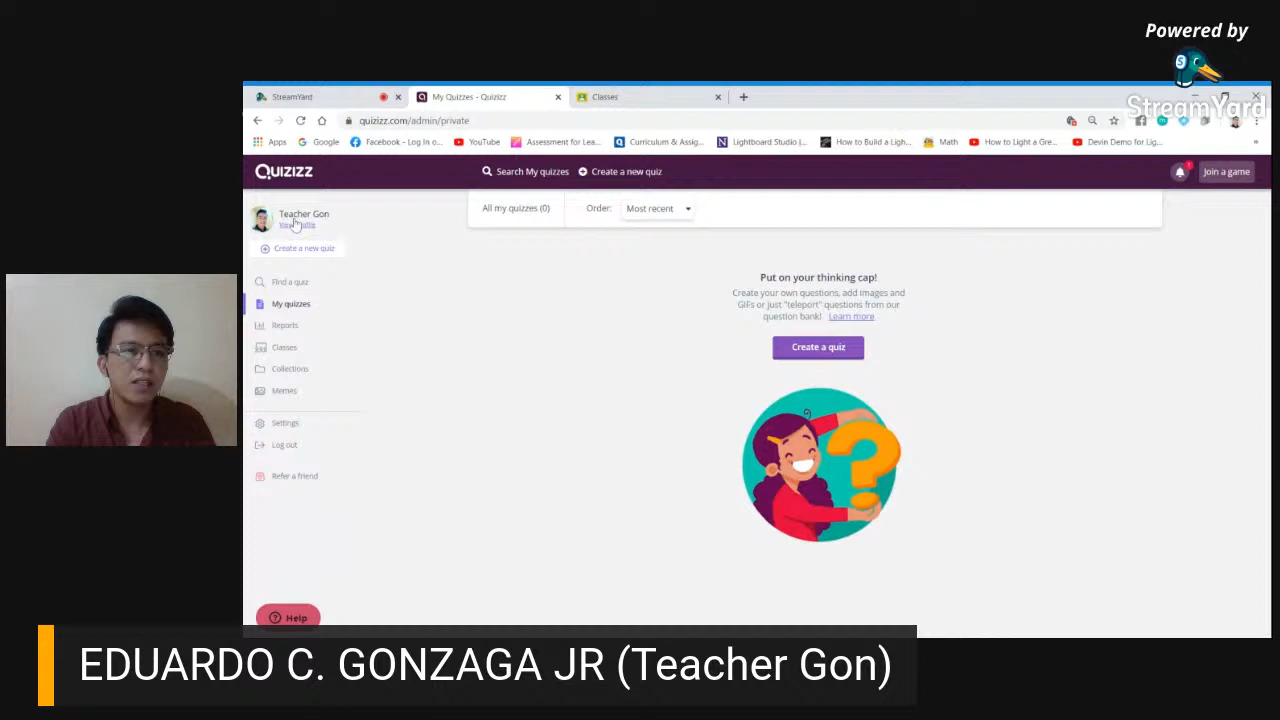 Powered by
StreamYard
StreamYard
My Quizzes - Quizizz
Classes
quizizz.com/admin/private
Apps
Google
Facebook - Log In o...
YouTube
Assessment for Lea...
Curriculum & Assig...
Lightboard Studio |...
How to Build a Ligh...
Math
How to Light a Gre...
Devin Demo for Lig...
QUIZIZZ
Search My quizzes
Create a new quiz
Join a game
Teacher Gon
Create a new quiz
Find a quiz
My quizzes
Reports
Classes
Collections
Memes
Settings
Log out
Refer a friend
Help
All my quizzes (0)
Order:
Most recent
Put on your thinking cap!
Create your own questions, add images and
GIFs or just "teleport" questions from our
question bank! Learn more
Create a quiz
EDUARDO C. GONZAGA JR (Teacher Gon)